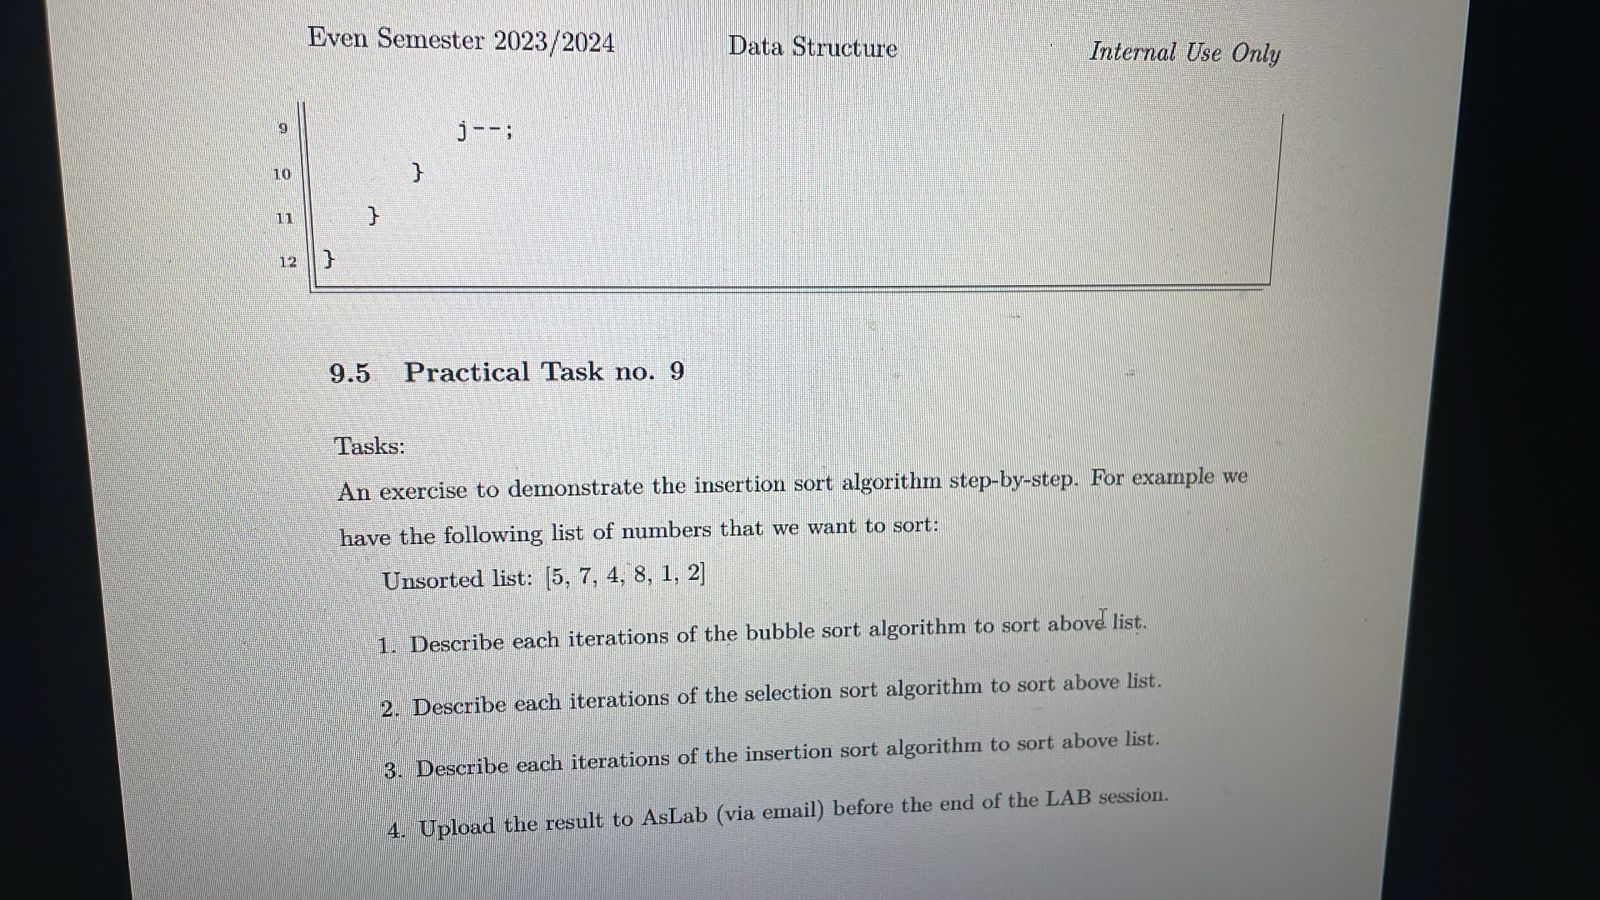 Even Semester 2023/2024 Data Structure Internal Use Only
9 j--;
10 }
11 }
12 }
9.5 Practical Task no. 9
Tasks:
An exercise to demonstrate the insertion sort algorithm step-by-step. For example we
have the following list of numbers that we want to sort:
Unsorted list: [5, 7, 4, 8, 1, 2]
1. Describe each iterations of the bubble sort algorithm to sort above list.
2. Describe each iterations of the selection sort algorithm to sort above list.
3. Describe each iterations of the insertion sort algorithm to sort above list.
4. Upload the result to AsLab (via email) before the end of the LAB session.